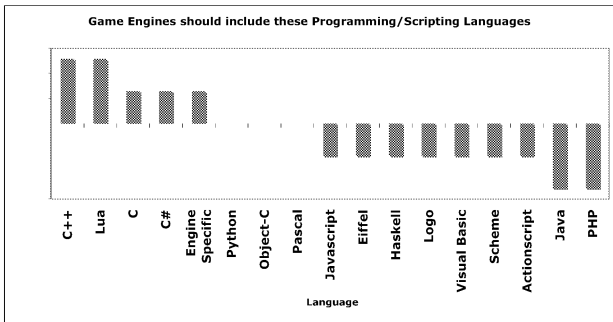 Game Engines should include these Programming/Scripting Languages
C++
Lua
C
C#
Engine
Specific
Python
Object-C
Pascal
Javascript
Eiffel
Haskell
Logo
Visual Basic
Scheme
Actionscript
Java
PHP
Language